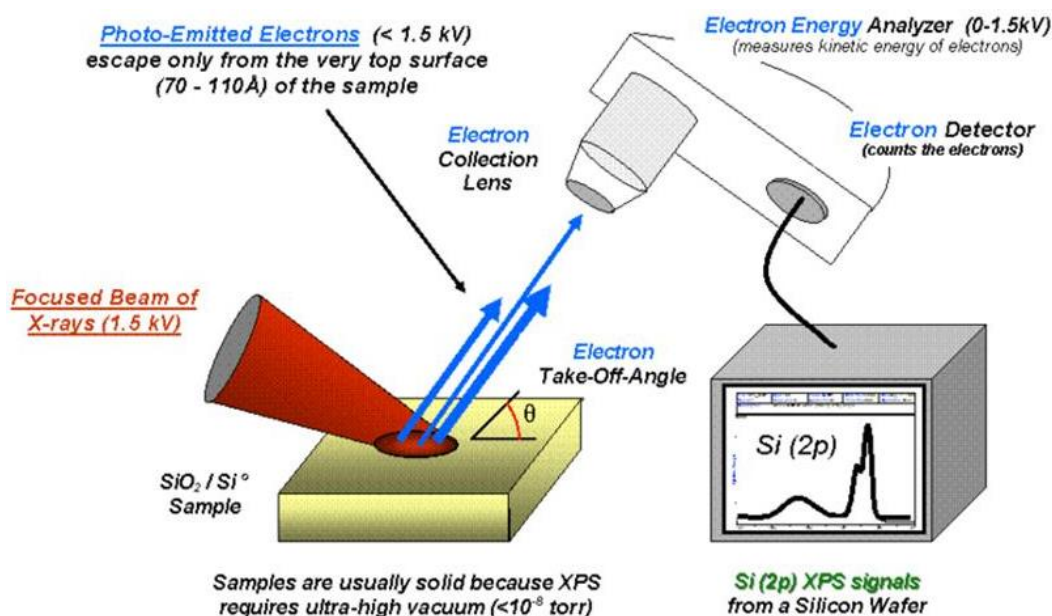 Photo-Emitted Electrons (< 1.5 kV)
escape only from the very top surface
(70 - 110Å) of the sample
Electron Energy Analyzer (0-1.5kV)
(measures kinetic energy of electrons)
Electron
Collection
Lens
Electron Detector
(counts the electrons)
Focused Beam of
X-rays (1.5 kV)
Electron
Take-Off-Angle
θ
Si (2p)
SiO₂ / Si°
Sample
Samples are usually solid because XPS
requires ultra-high vacuum (<10⁻⁸ torr)
Si (2p) XPS signals
from a Silicon Wafer